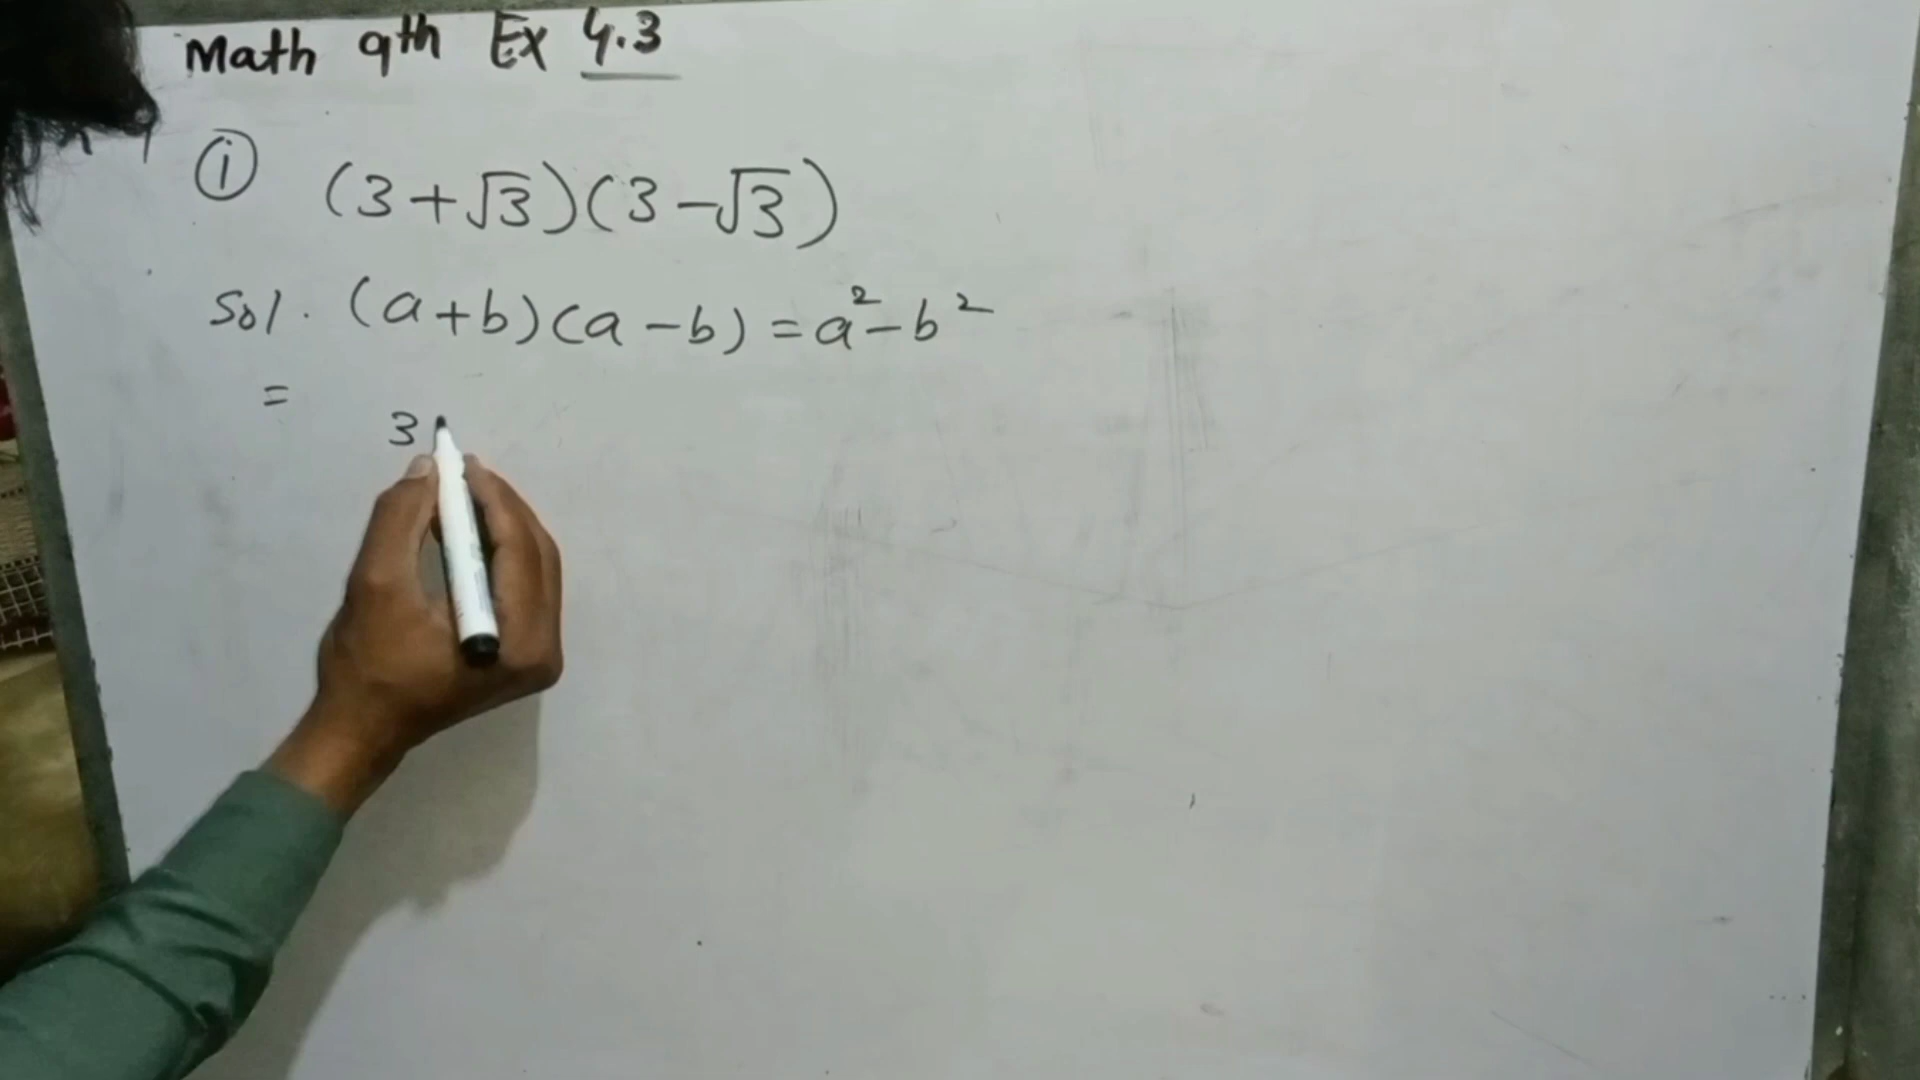 Math 9th Ex 4.3
(i) (3+√3)(3-√3)
Sol. (a+b)(a-b)=a²-b²
=
3